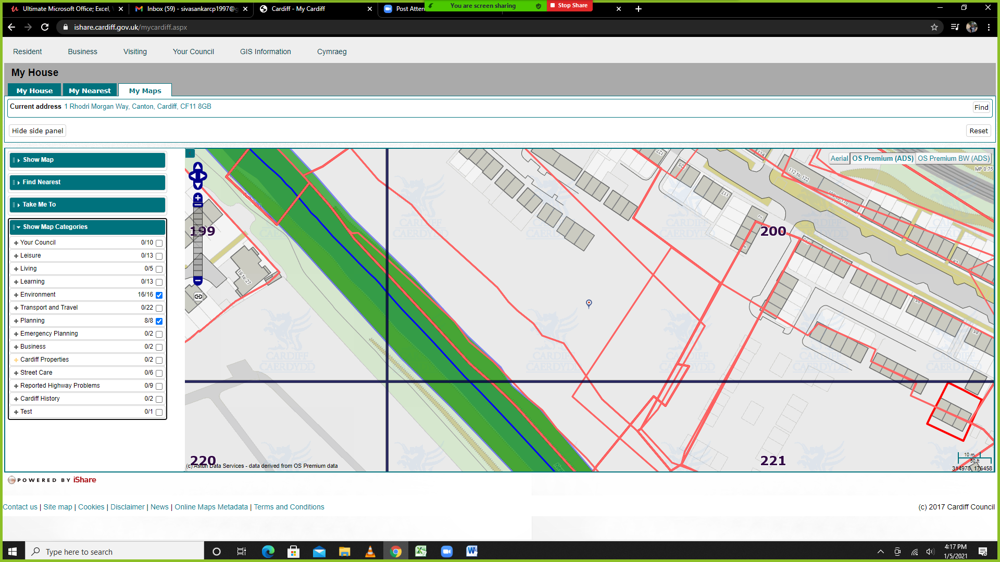 Ultimate Microsoft Office; Excel,
Inbox (59) - sivasankarcp1997@g
Cardiff - My Cardiff
Post Atten
You are screen sharing
Stop Share
ishare.cardiff.gov.uk/mycardiff.aspx
Resident Business Visiting Your Council GIS Information Cymraeg
My House
My House My Nearest My Maps
Current address 1 Rhodri Morgan Way, Canton, Cardiff, CF11 8GB
Find
Hide side panel
Reset
Show Map
Find Nearest
Take Me To
Show Map Categories
Your Council 0/10
Leisure 0/13
Living 0/5
Learning 0/13
Environment 16/16
Transport and Travel 0/22
Planning 8/8
Emergency Planning 0/2
Business 0/2
Cardiff Properties 0/2
Street Care 0/6
Reported Highway Problems 0/9
Cardiff History 0/2
Test 0/1
Aerial OS Premium (ADS) OS Premium BW (ADS)
MP 0.75
127
125
124
112 to 122
117
2
199
200
19 to 27
CARDIFF
CAERDYDD
220
221
(c) Astun Data Services - data derived from OS Premium data
10 m
50 ft
314978, 176458
POWERED BY iShare
Contact us | Site map | Cookies | Disclaimer | News | Online Maps Metadata | Terms and Conditions
(c) 2017 Cardiff Council
Type here to search
4:17 PM
1/5/2021